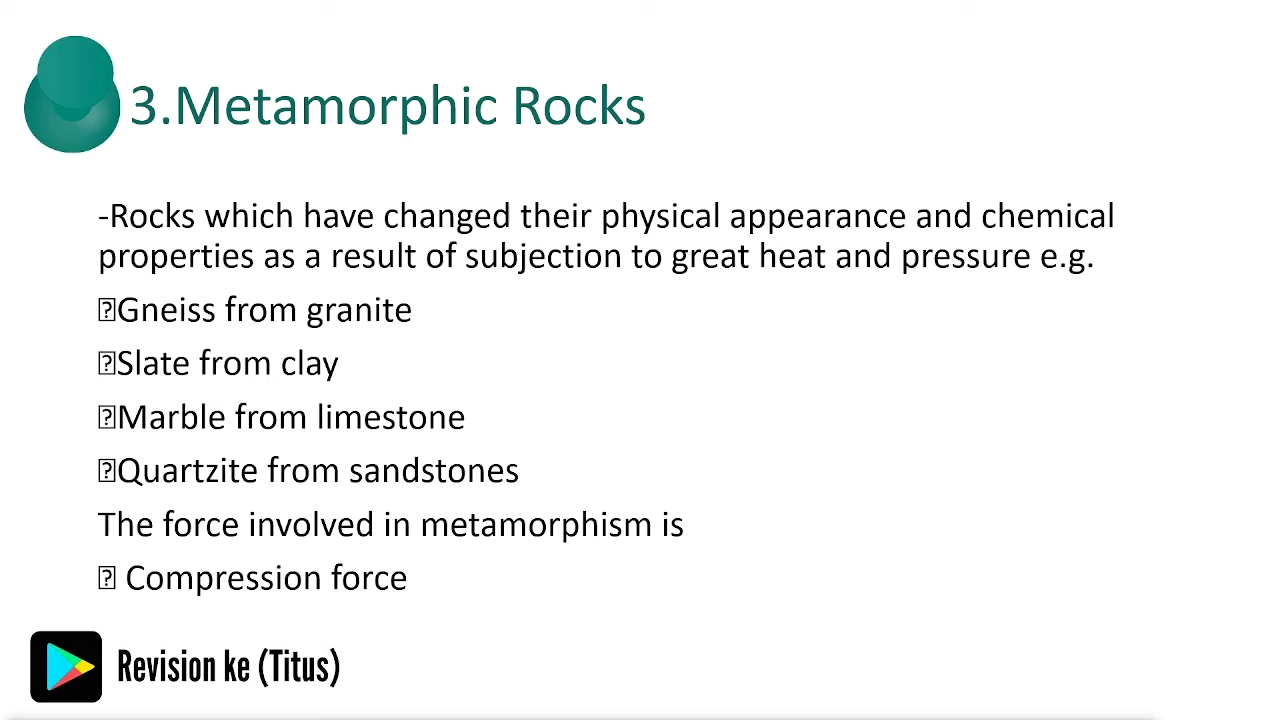 3.Metamorphic Rocks
-Rocks which have changed their physical appearance and chemical
properties as a result of subjection to great heat and pressure e.g.
⍰Gneiss from granite
⍰Slate from clay
⍰Marble from limestone
⍰Quartzite from sandstones
The force involved in metamorphism is
⍰ Compression force
Revision ke (Titus)